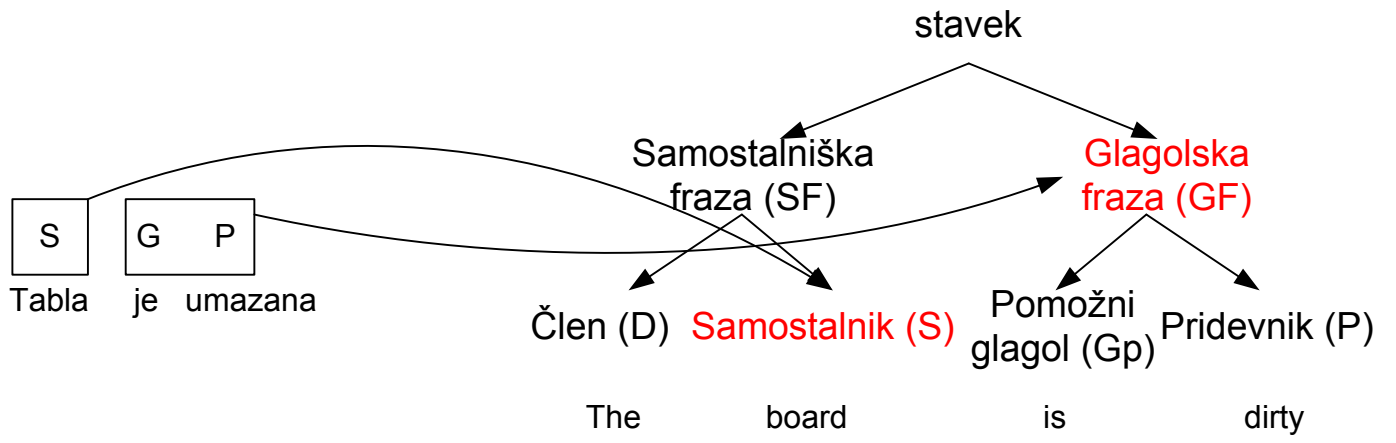 stavek
Samostalniška
fraza (SF)
Glagolska
fraza (GF)
S
G P
Tabla je umazana
Člen (D)
Samostalnik (S)
Pomožni
glagol (Gp)
Pridevnik (P)
The board is dirty